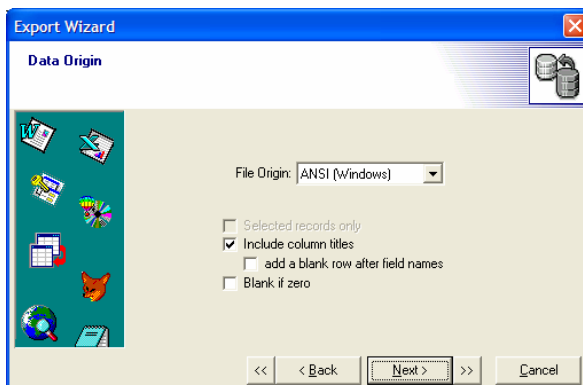 Export Wizard
Data Origin
File Origin: ANSI (Windows)
Selected records only
Include column titles
add a blank row after field names
Blank if zero
<< < Back Next > >> Cancel